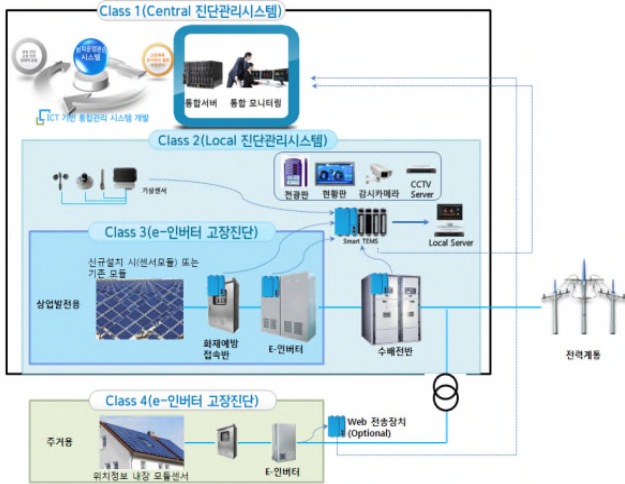 Class 1(Central 진단관리시스템)
시스템
통합서버
통합 모니터링
ICT 기반 통합관리 시스템 개발
Class 2(Local 진단관리시스템)
기상센서
전광판
현황판
감시카메라
CCTV
Server
Smart TEMS
Local Server
Class 3(e-인버터 고장진단)
신규설치 시(센서모듈) 또는
기존 모듈
상업발전용
화재예방
접속반
E-인버터
수배전반
전력계통
Class 4(e-인버터 고장진단)
주거용
위치정보 내장 모듈센서
E-인버터
Web 전송장치
(Optional)